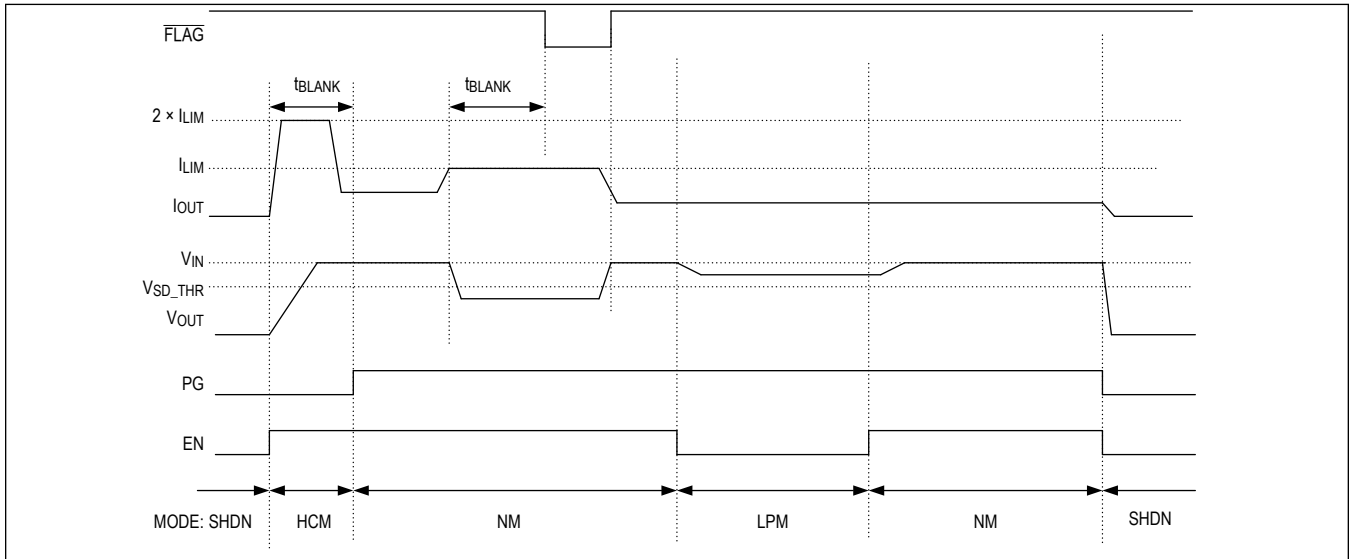 FLAG
tBLANK tBLANK
2 × ILIM
ILIM
IOUT
VIN
VSD_THR
VOUT
PG
EN
MODE: SHDN HCM NM LPM NM SHDN